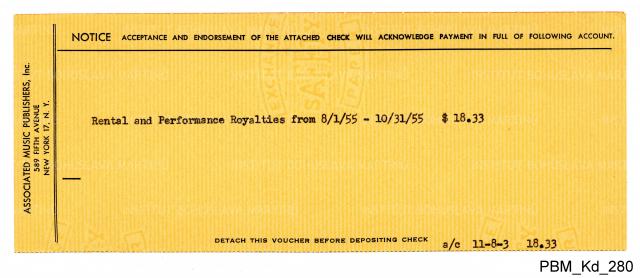 NOTICE ACCEPTANCE AND ENDORSEMENT OF THE ATTACHED CHECK WILL ACKNOWLEDGE PAYMENT IN FULL OF FOLLOWING ACCOUNT.
ASSOCIATED MUSIC PUBLISHERS, Inc.
589 FIFTH AVENUE
NEW YORK 17, N. Y.
Rental and Performance Royalties from 8/1/55 - 10/31/55 $ 18.33
DETACH THIS VOUCHER BEFORE DEPOSITING CHECK a/c 11-8-3 18.33
PBM_Kd_280